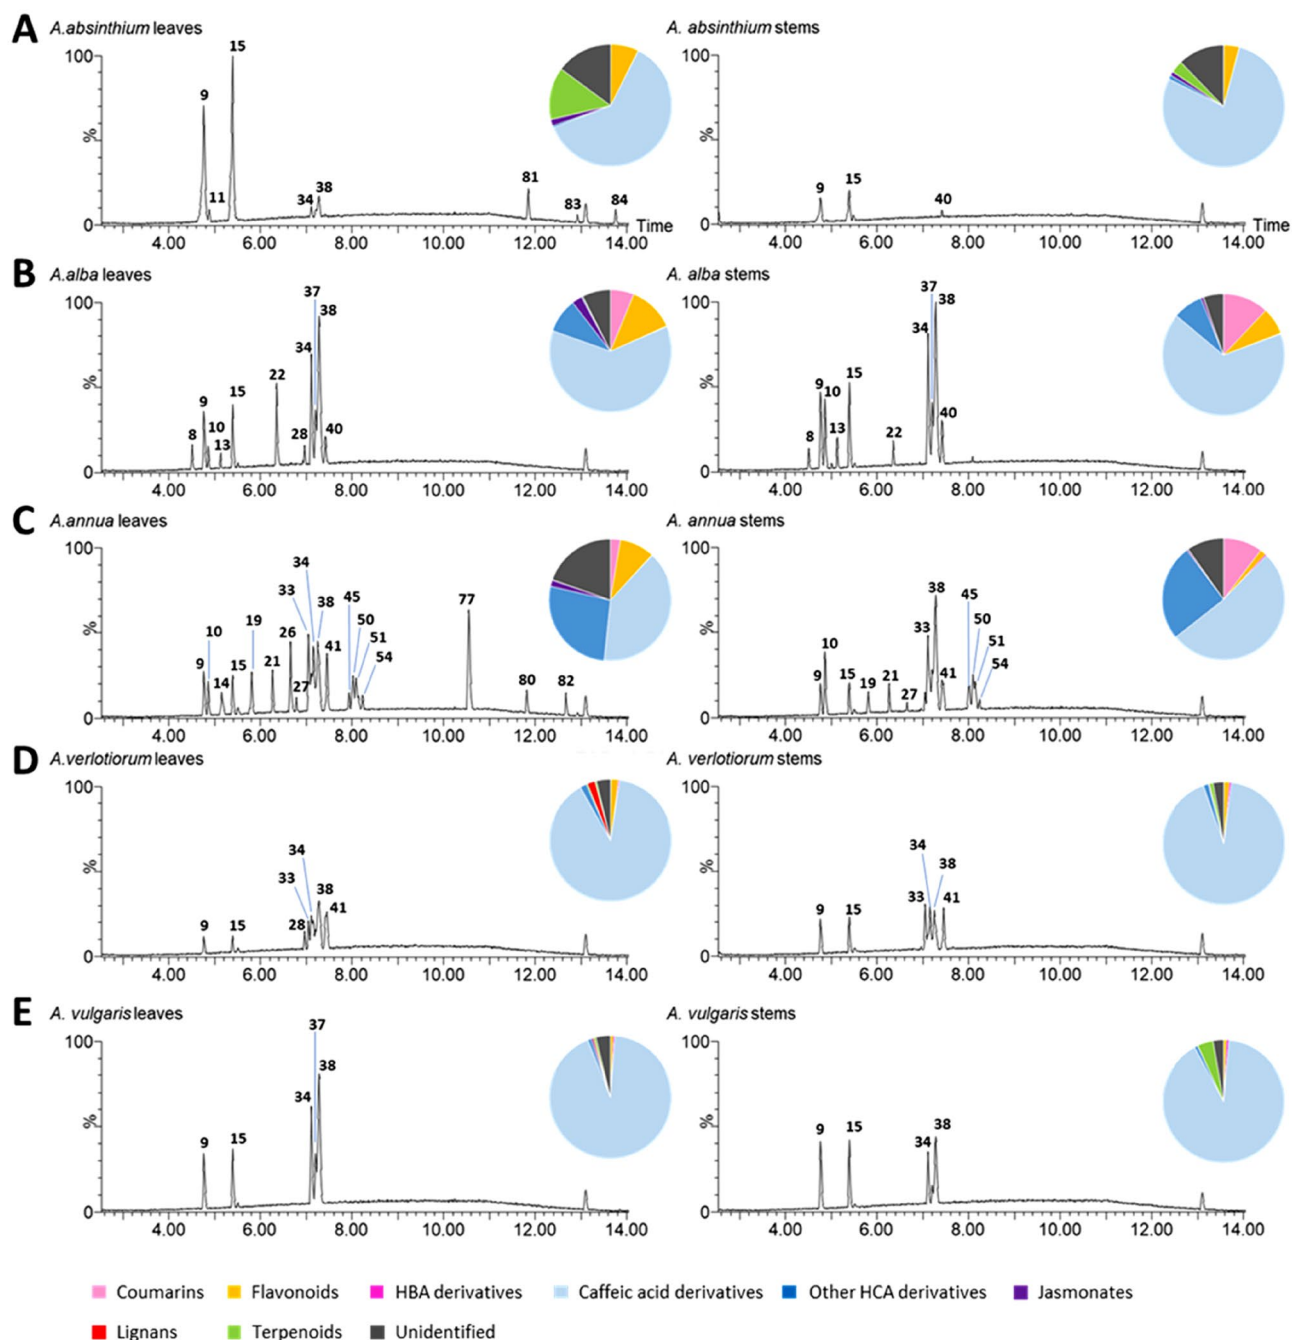 A A.absinthium leaves A. absinthium stems
100 100
15
9
% %
11 34 38 81 83 84 9 15 40
0 0
4.00 6.00 8.00 10.00 12.00 14.00 Time 4.00 6.00 8.00 10.00 12.00 14.00 Time
B A.alba leaves A. alba stems
100 100
37 38 34 22 37 38 34
% %
8 9 10 13 15 28 40 8 9 10 13 15 22 40
0 0
4.00 6.00 8.00 10.00 12.00 14.00 4.00 6.00 8.00 10.00 12.00 14.00
C A.annua leaves A. annua stems
100 100
34 33 38 45 50 51 54 77 38 45 50 51 54
% %
9 10 14 15 19 21 26 27 41 80 82 9 10 15 19 21 27 33 41
0 0
4.00 6.00 8.00 10.00 12.00 14.00 4.00 6.00 8.00 10.00 12.00 14.00
D A.verlotiorum leaves A. verlotiorum stems
100 100
34 33 38 41 34 38
% %
9 15 28 9 15 33 41
0 0
4.00 6.00 8.00 10.00 12.00 14.00 4.00 6.00 8.00 10.00 12.00 14.00
E A. vulgaris leaves A. vulgaris stems
37
100 100
38 34
% %
9 15 9 15 34 38
0 0
4.00 6.00 8.00 10.00 12.00 14.00 4.00 6.00 8.00 10.00 12.00 14.00
Coumarins Flavonoids HBA derivatives Caffeic acid derivatives Other HCA derivatives Jasmonates
Lignans Terpenoids Unidentified